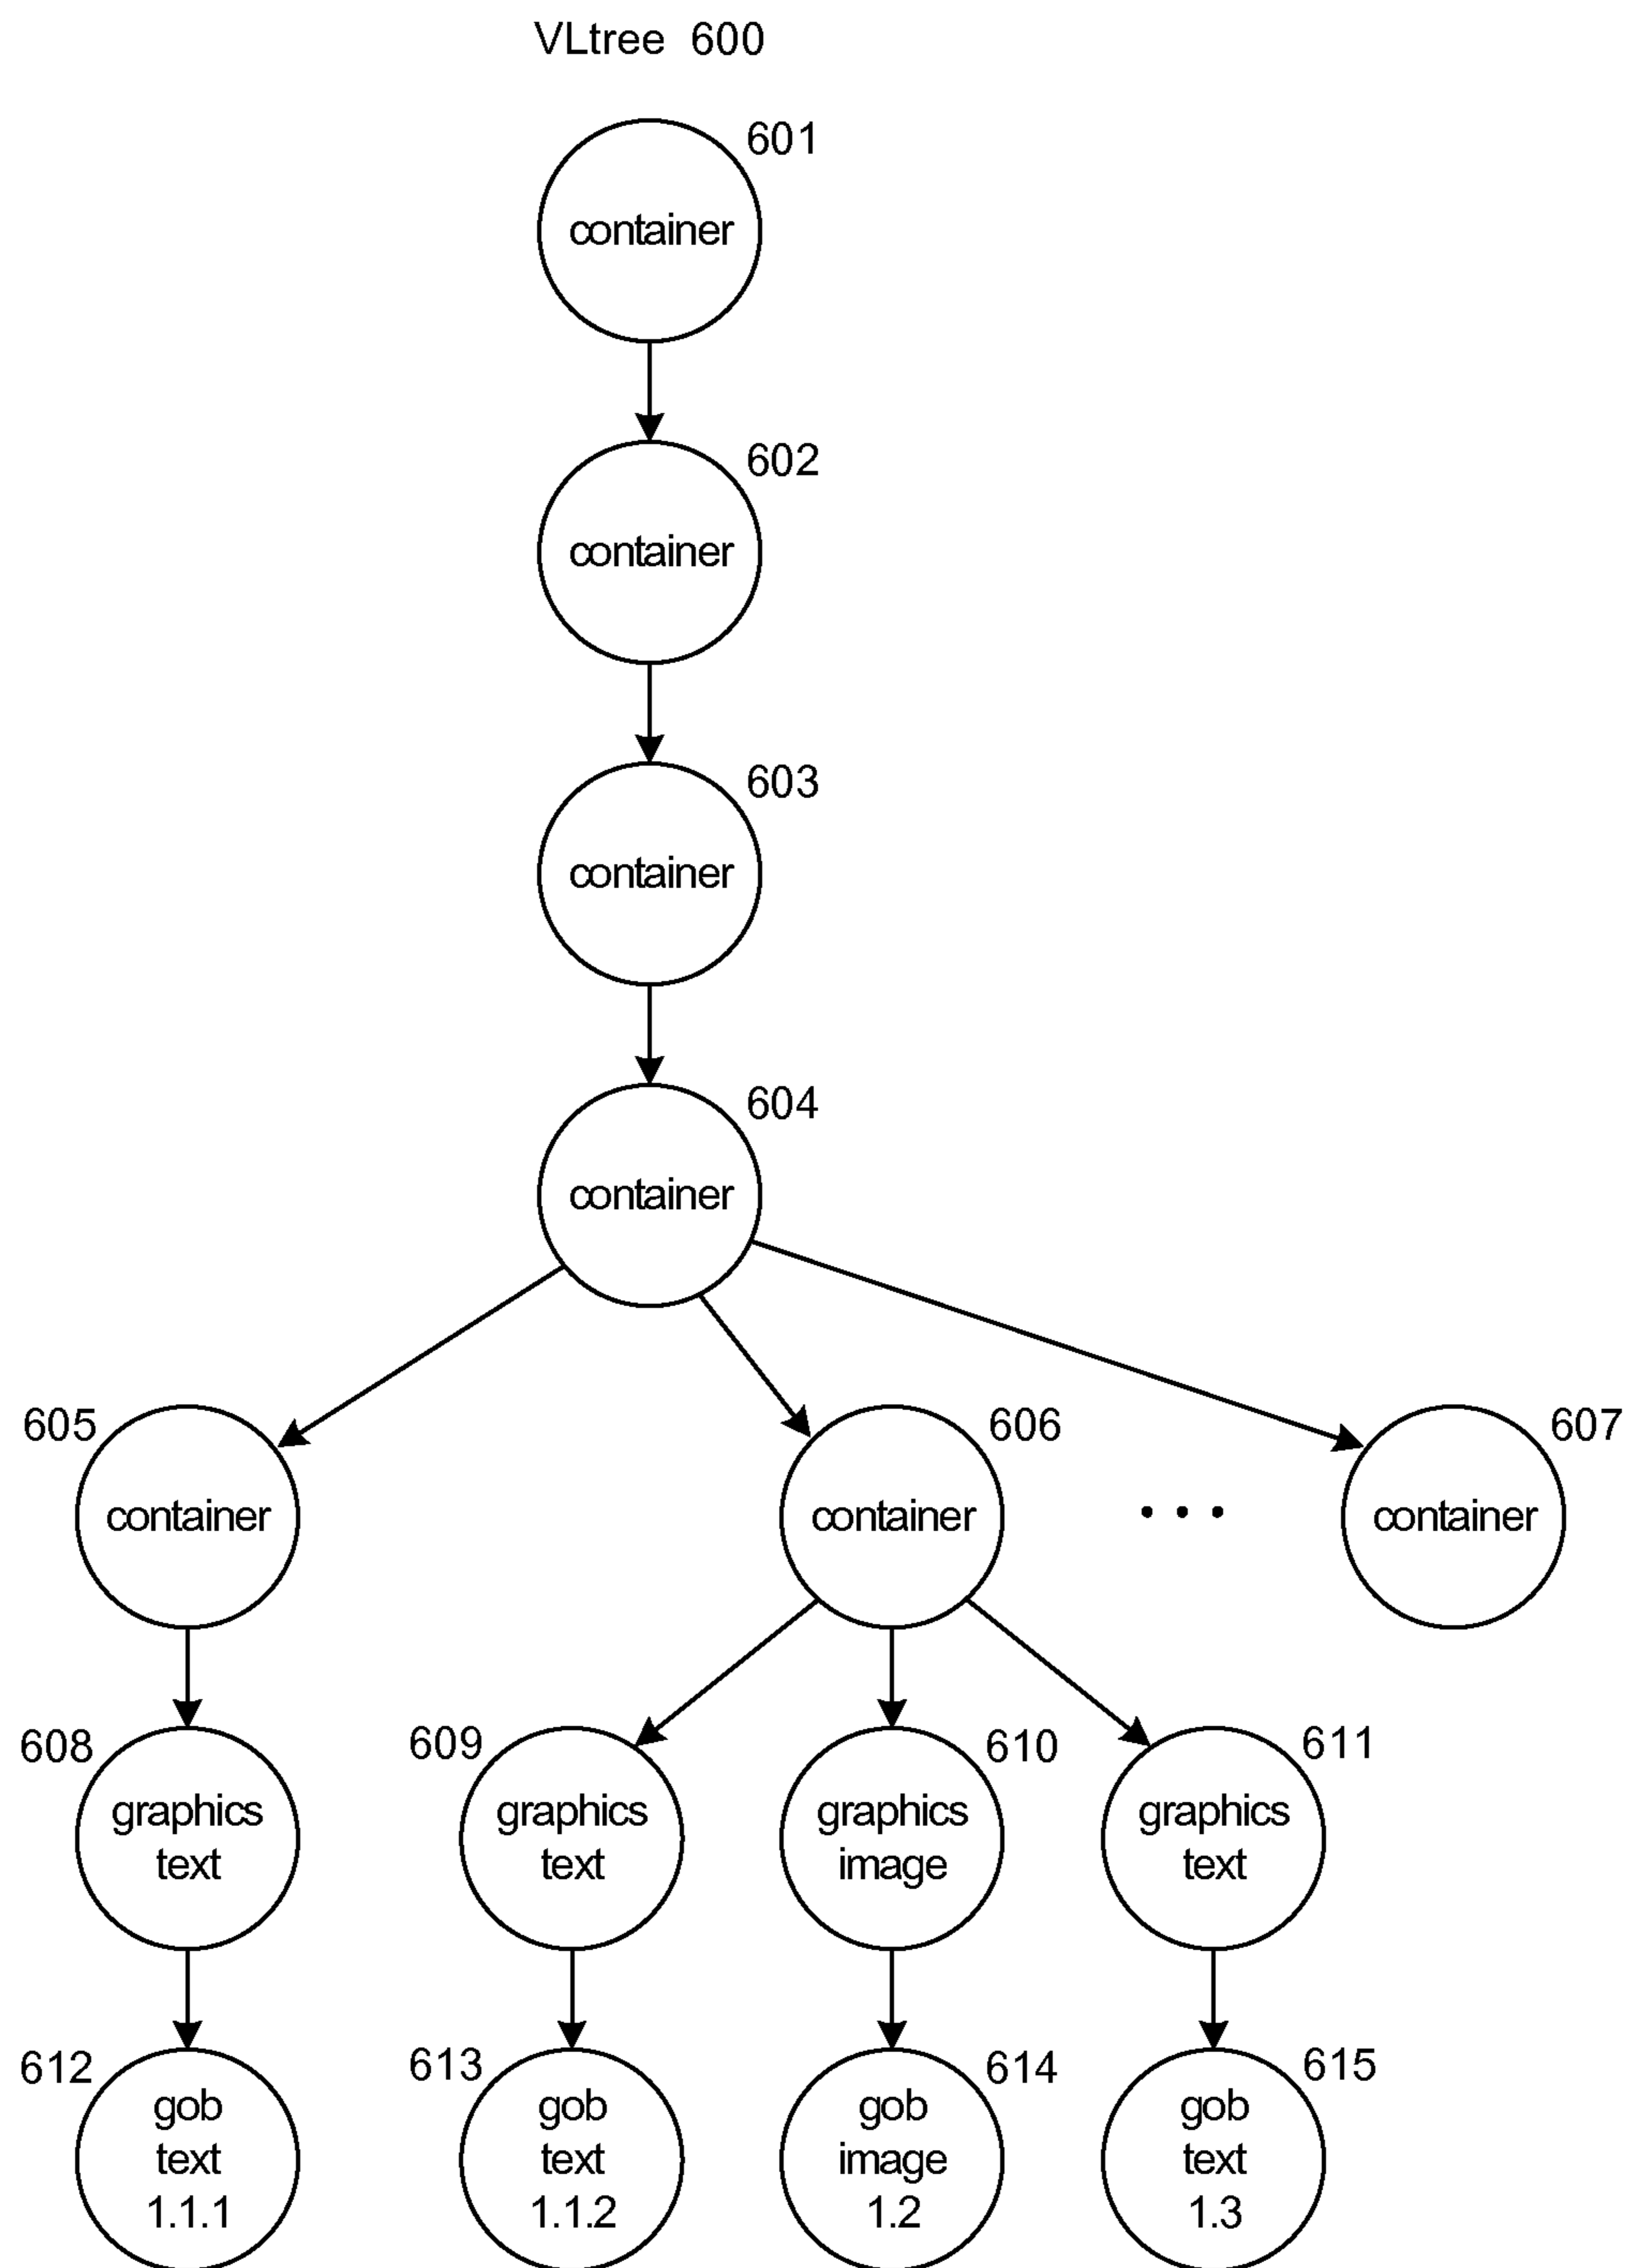 VLtree 600
601
container
602
container
603
container
604
container
605
container
606
container
...
607
container
608
graphics
text
609
graphics
text
610
graphics
image
611
graphics
text
612
gob
text
1.1.1
613
gob
text
1.1.2
614
gob
image
1.2
615
gob
text
1.3